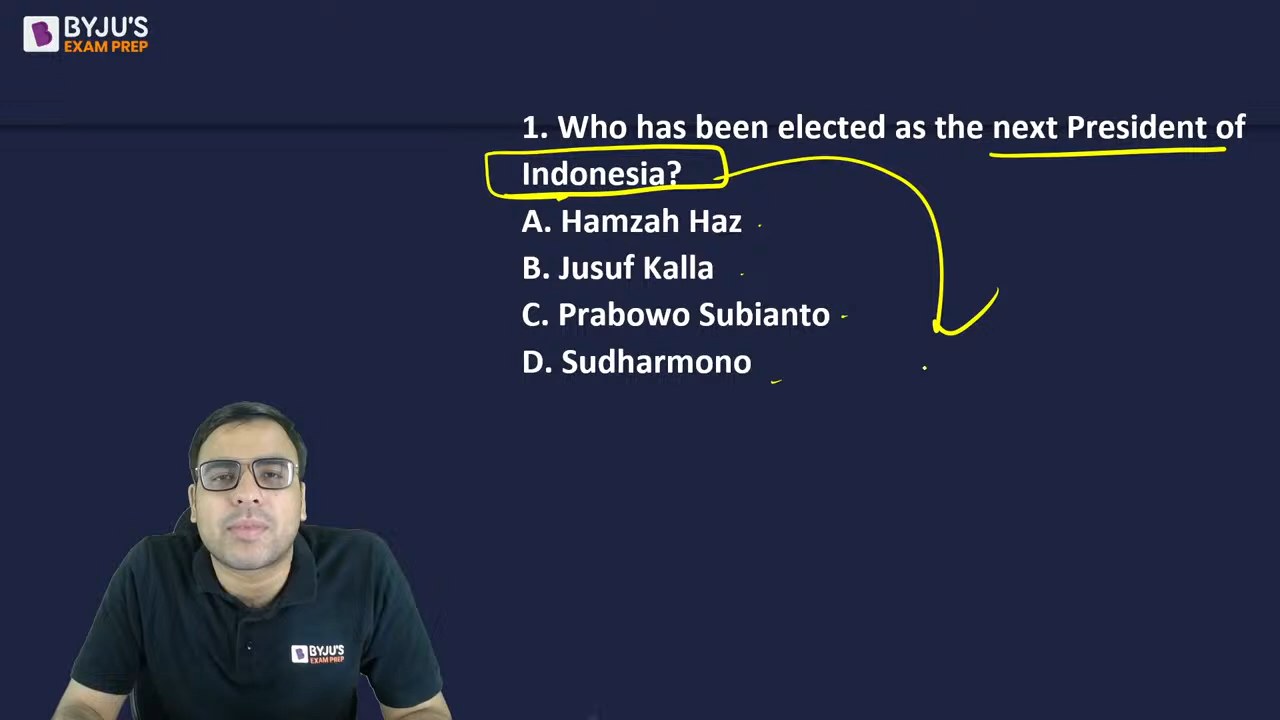 BYJU'S
EXAM PREP
1. Who has been elected as the next President of
Indonesia?
A. Hamzah Haz
B. Jusuf Kalla
C. Prabowo Subianto
D. Sudharmono
BYJU'S
EXAM PREP